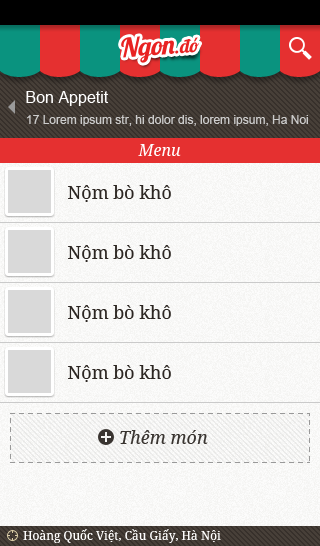 Ngon.đó
Bon Appetit
17 Lorem ipsum str, hi dolor dis, lorem ipsum, Ha Noi
Menu
Nộm bò khô
Nộm bò khô
Nộm bò khô
Nộm bò khô
Thêm món
Hoàng Quốc Việt, Cầu Giấy, Hà Nội